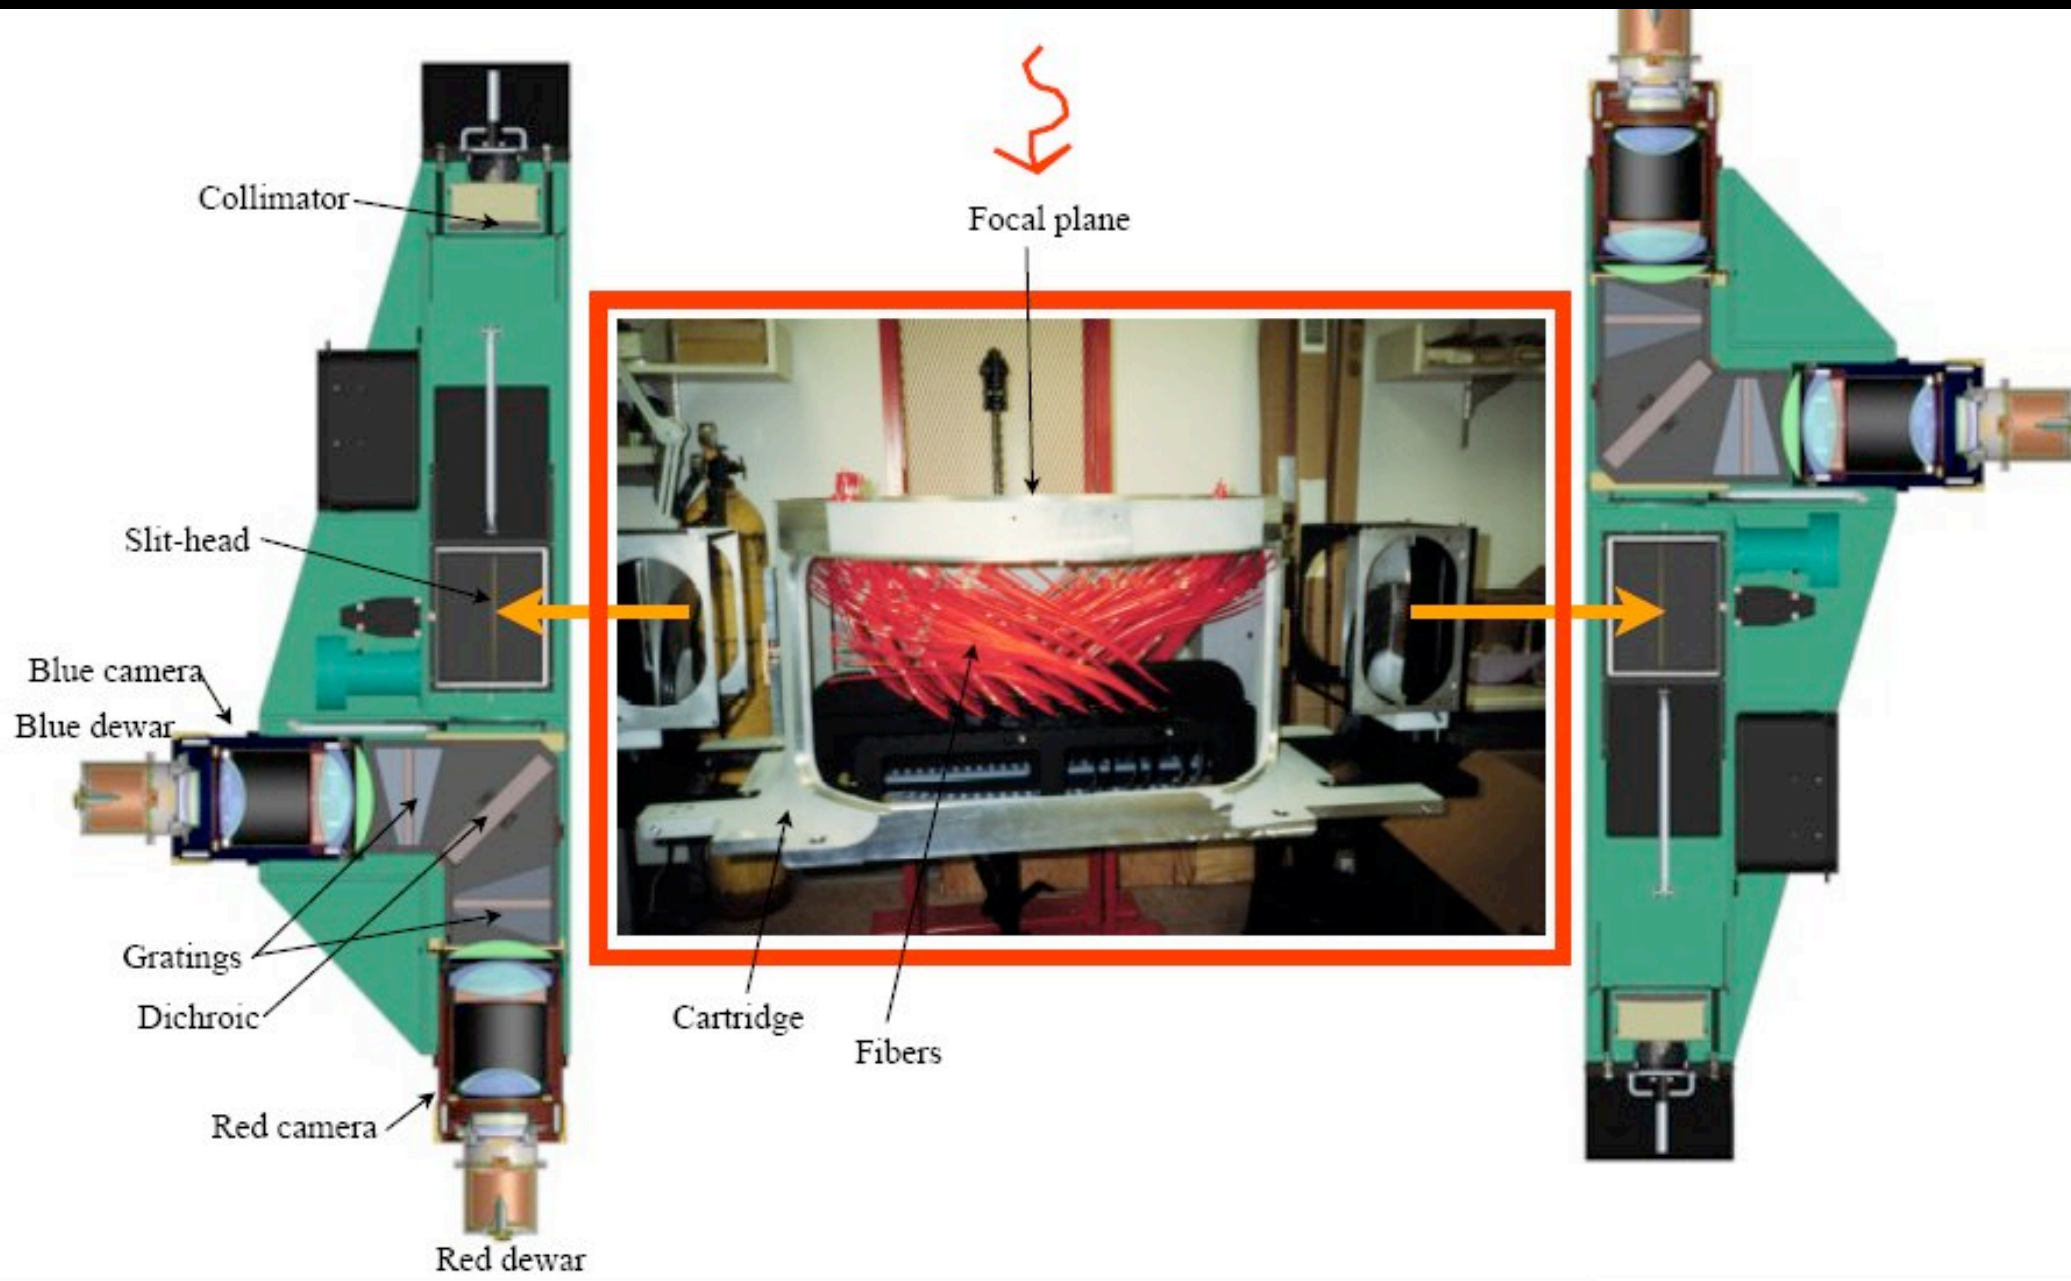 Collimator
Focal plane
Slit-head
Blue camera
Blue dewar
Gratings
Dichroic
Cartridge
Fibers
Red camera
Red dewar